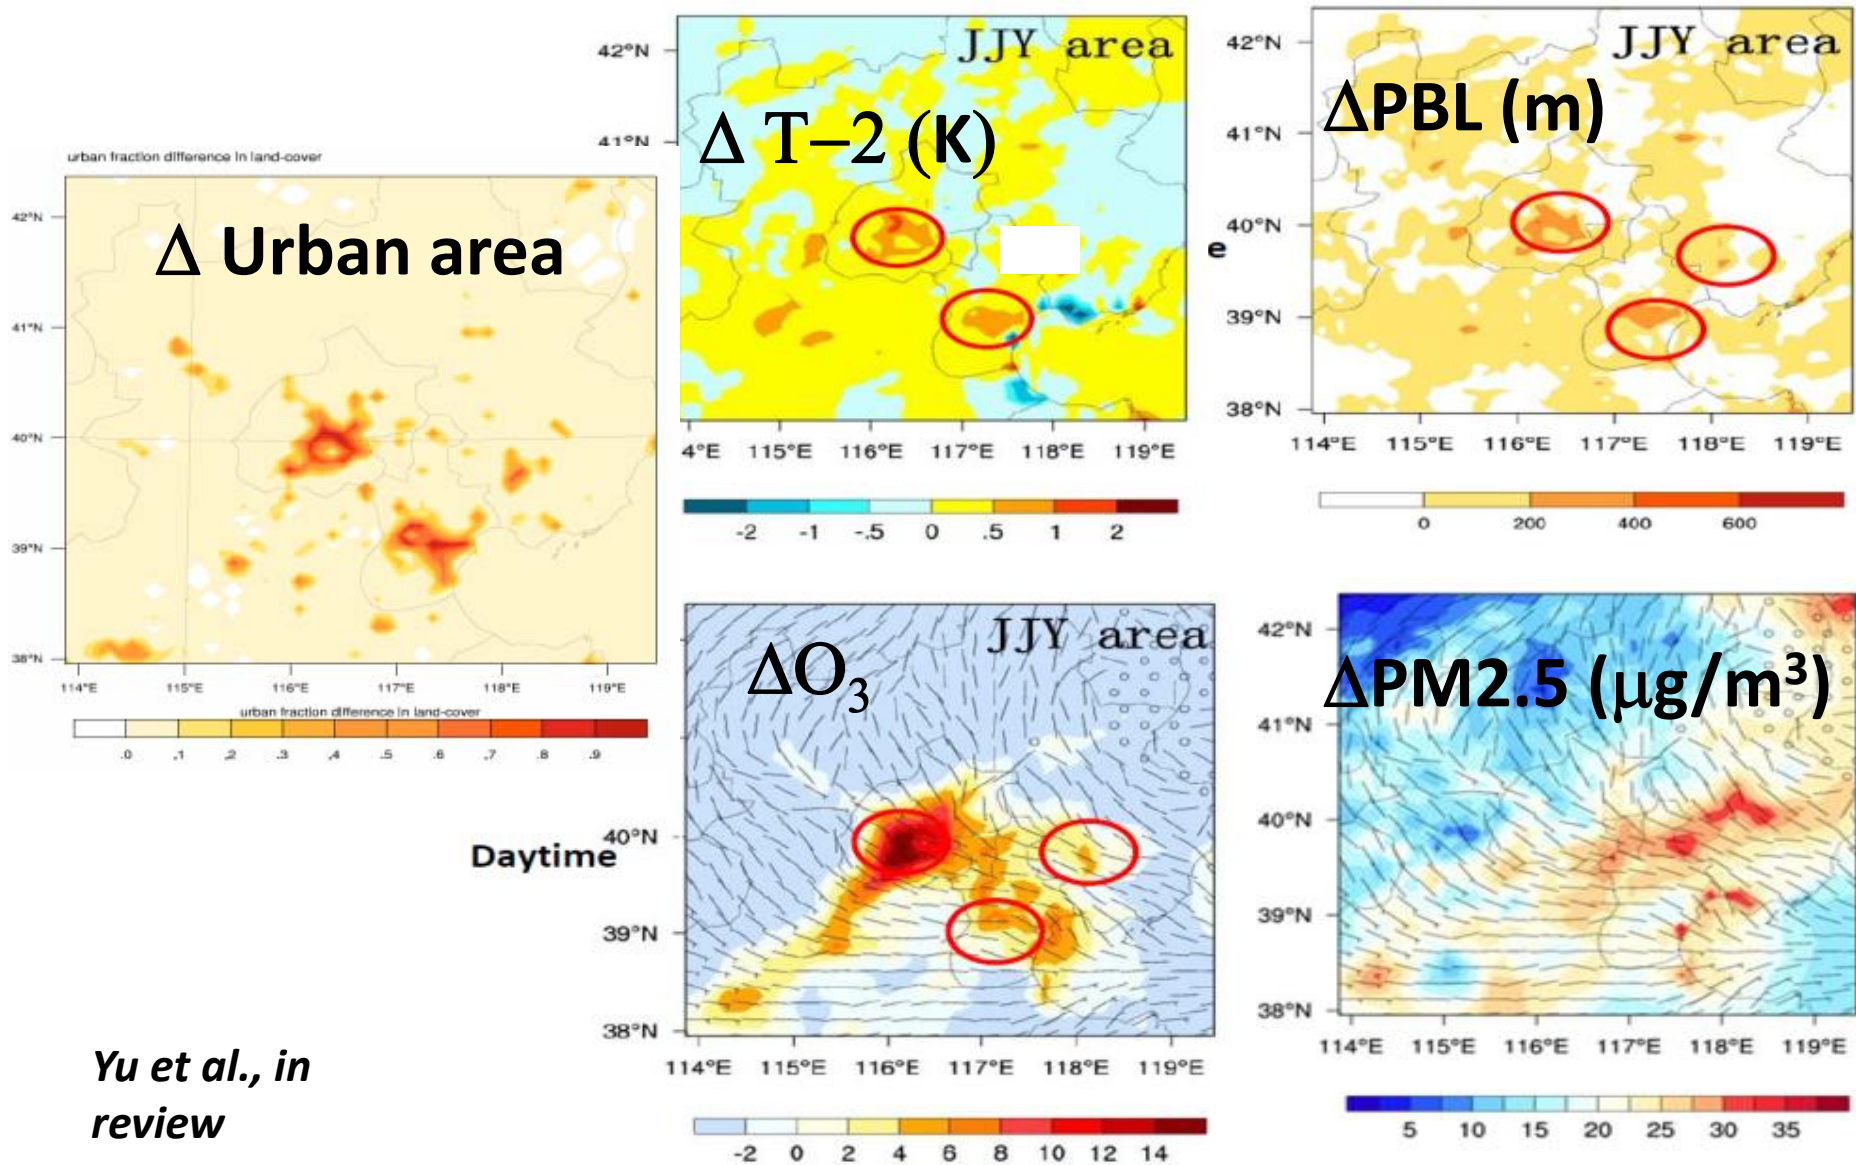 urban fraction difference in land-cover
Δ Urban area
42°N
41°N
40°N
39°N
38°N
114°E 115°E 116°E 117°E 118°E 119°E
urban fraction difference in land-cover
.0 .1 .2 .3 .4 .5 .6 .7 .8 .9
JJY area
Δ T–2 (K)
42°N
41°N
4°E 115°E 116°E 117°E 118°E 119°E
-2 -1 -.5 0 .5 1 2
JJY area
ΔPBL (m)
e
42°N
41°N
40°N
39°N
38°N
114°E 115°E 116°E 117°E 118°E 119°E
0 200 400 600
Daytime
JJY area
ΔO3
40°N
39°N
38°N
114°E 115°E 116°E 117°E 118°E 119°E
-2 0 2 4 6 8 10 12 14
ΔPM2.5 (μg/m³)
42°N
41°N
40°N
39°N
38°N
114°E 115°E 116°E 117°E 118°E 119°E
5 10 15 20 25 30 35
Yu et al., in
review